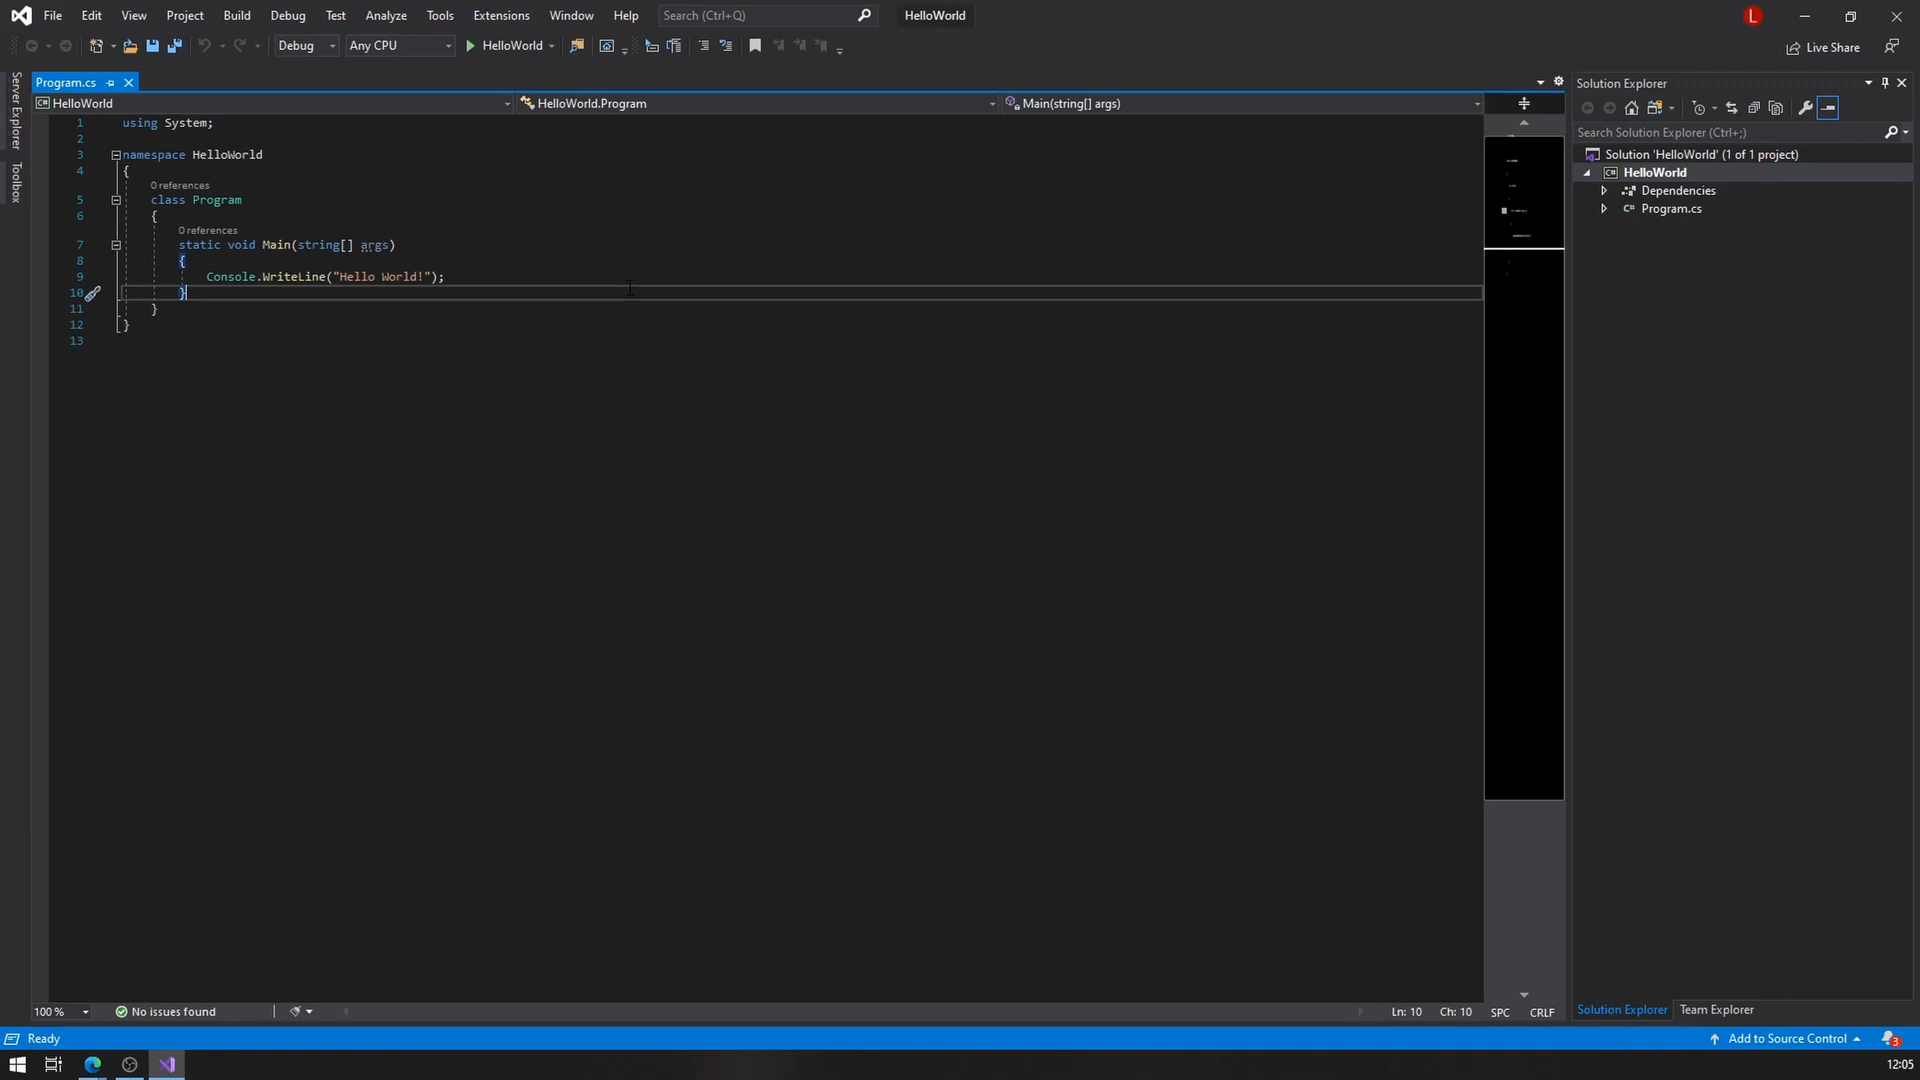 File Edit View Project Build Debug Test Analyze Tools Extensions Window Help Search (Ctrl+Q) HelloWorld L
Debug Any CPU HelloWorld Live Share
Server Explorer
Toolbox
Program.cs
HelloWorld HelloWorld.Program Main(string[] args)
1 using System;
2
3 namespace HelloWorld
4 {
0 references
5 class Program
6 {
0 references
7 static void Main(string[] args)
8 {
9 Console.WriteLine("Hello World!");
10 }
11 }
12 }
13
Solution Explorer
Search Solution Explorer (Ctrl+;)
Solution 'HelloWorld' (1 of 1 project)
C# HelloWorld
Dependencies
C# Program.cs
100 % No issues found Ln: 10 Ch: 10 SPC CRLF
Solution Explorer Team Explorer
Ready Add to Source Control 3
12:05